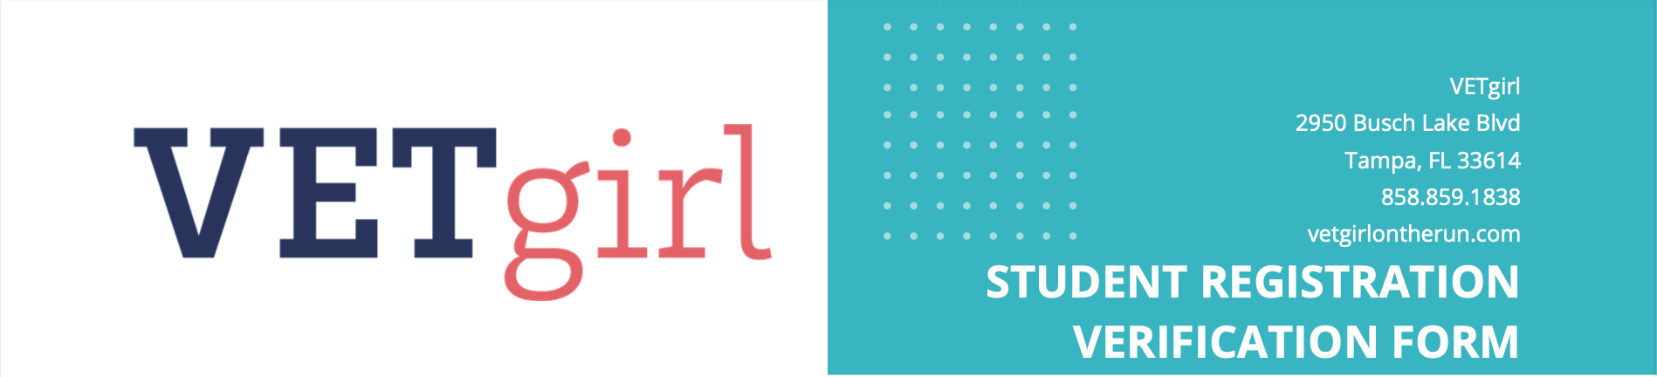 VETgirl
VETgirl
2950 Busch Lake Blvd
Tampa, FL 33614
858.859.1838
vetgirlontherun.com
STUDENT REGISTRATION
VERIFICATION FORM